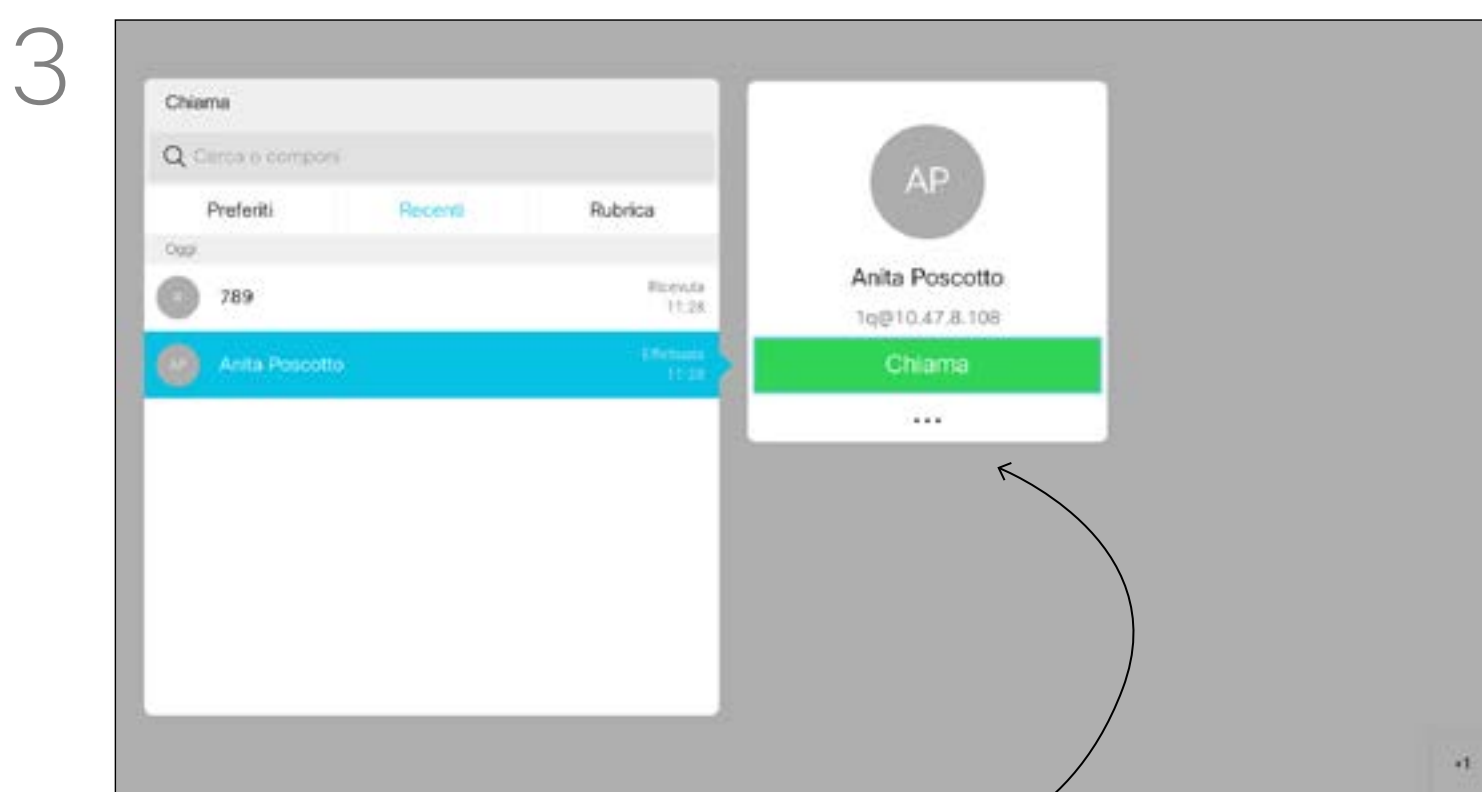 3
Chiama
Cerca o componi
Preferiti Recenti Rubrica
Oggi
789 Ricevuta
11:28
AP Anita Poscotto Effettuata
11:28
AP
Anita Poscotto
1q@10.47.8.108
Chiama
...